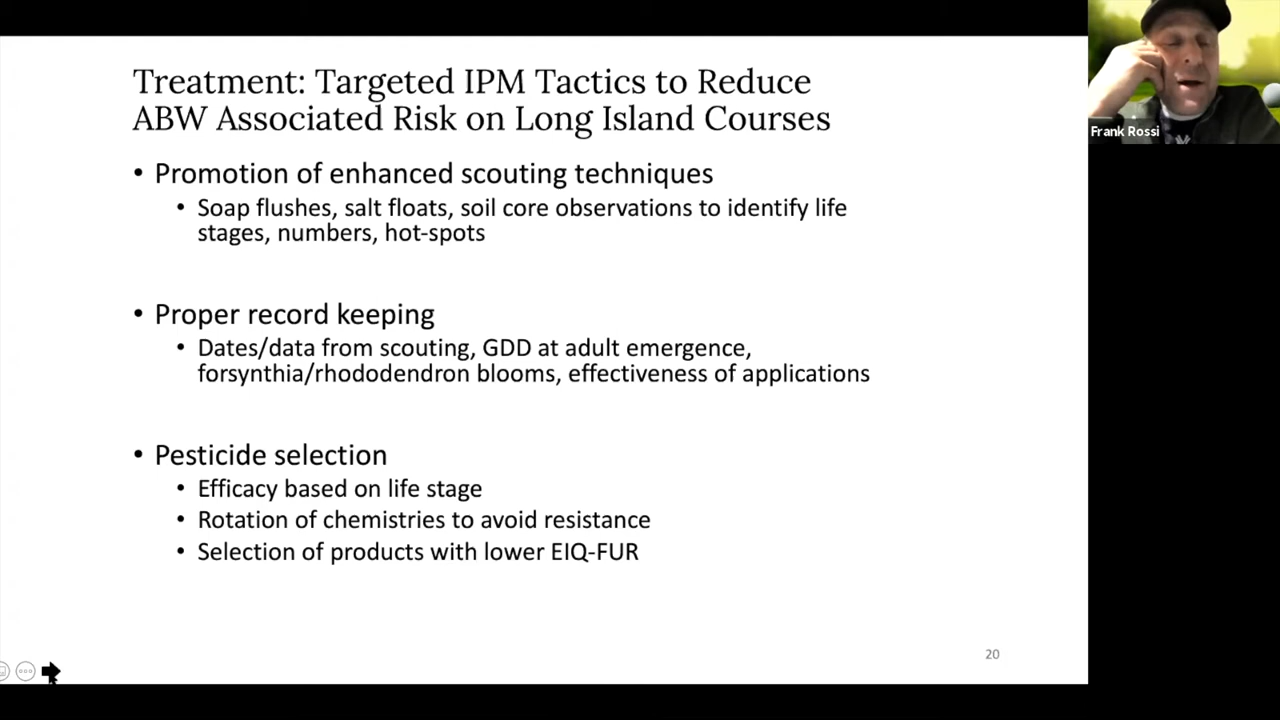 Treatment: Targeted IPM Tactics to Reduce
ABW Associated Risk on Long Island Courses
• Promotion of enhanced scouting techniques
• Soap flushes, salt floats, soil core observations to identify life
stages, numbers, hot-spots
• Proper record keeping
• Dates/data from scouting, GDD at adult emergence,
forsynthia/rhododendron blooms, effectiveness of applications
• Pesticide selection
• Efficacy based on life stage
• Rotation of chemistries to avoid resistance
• Selection of products with lower EIQ-FUR
20
Frank Rossi